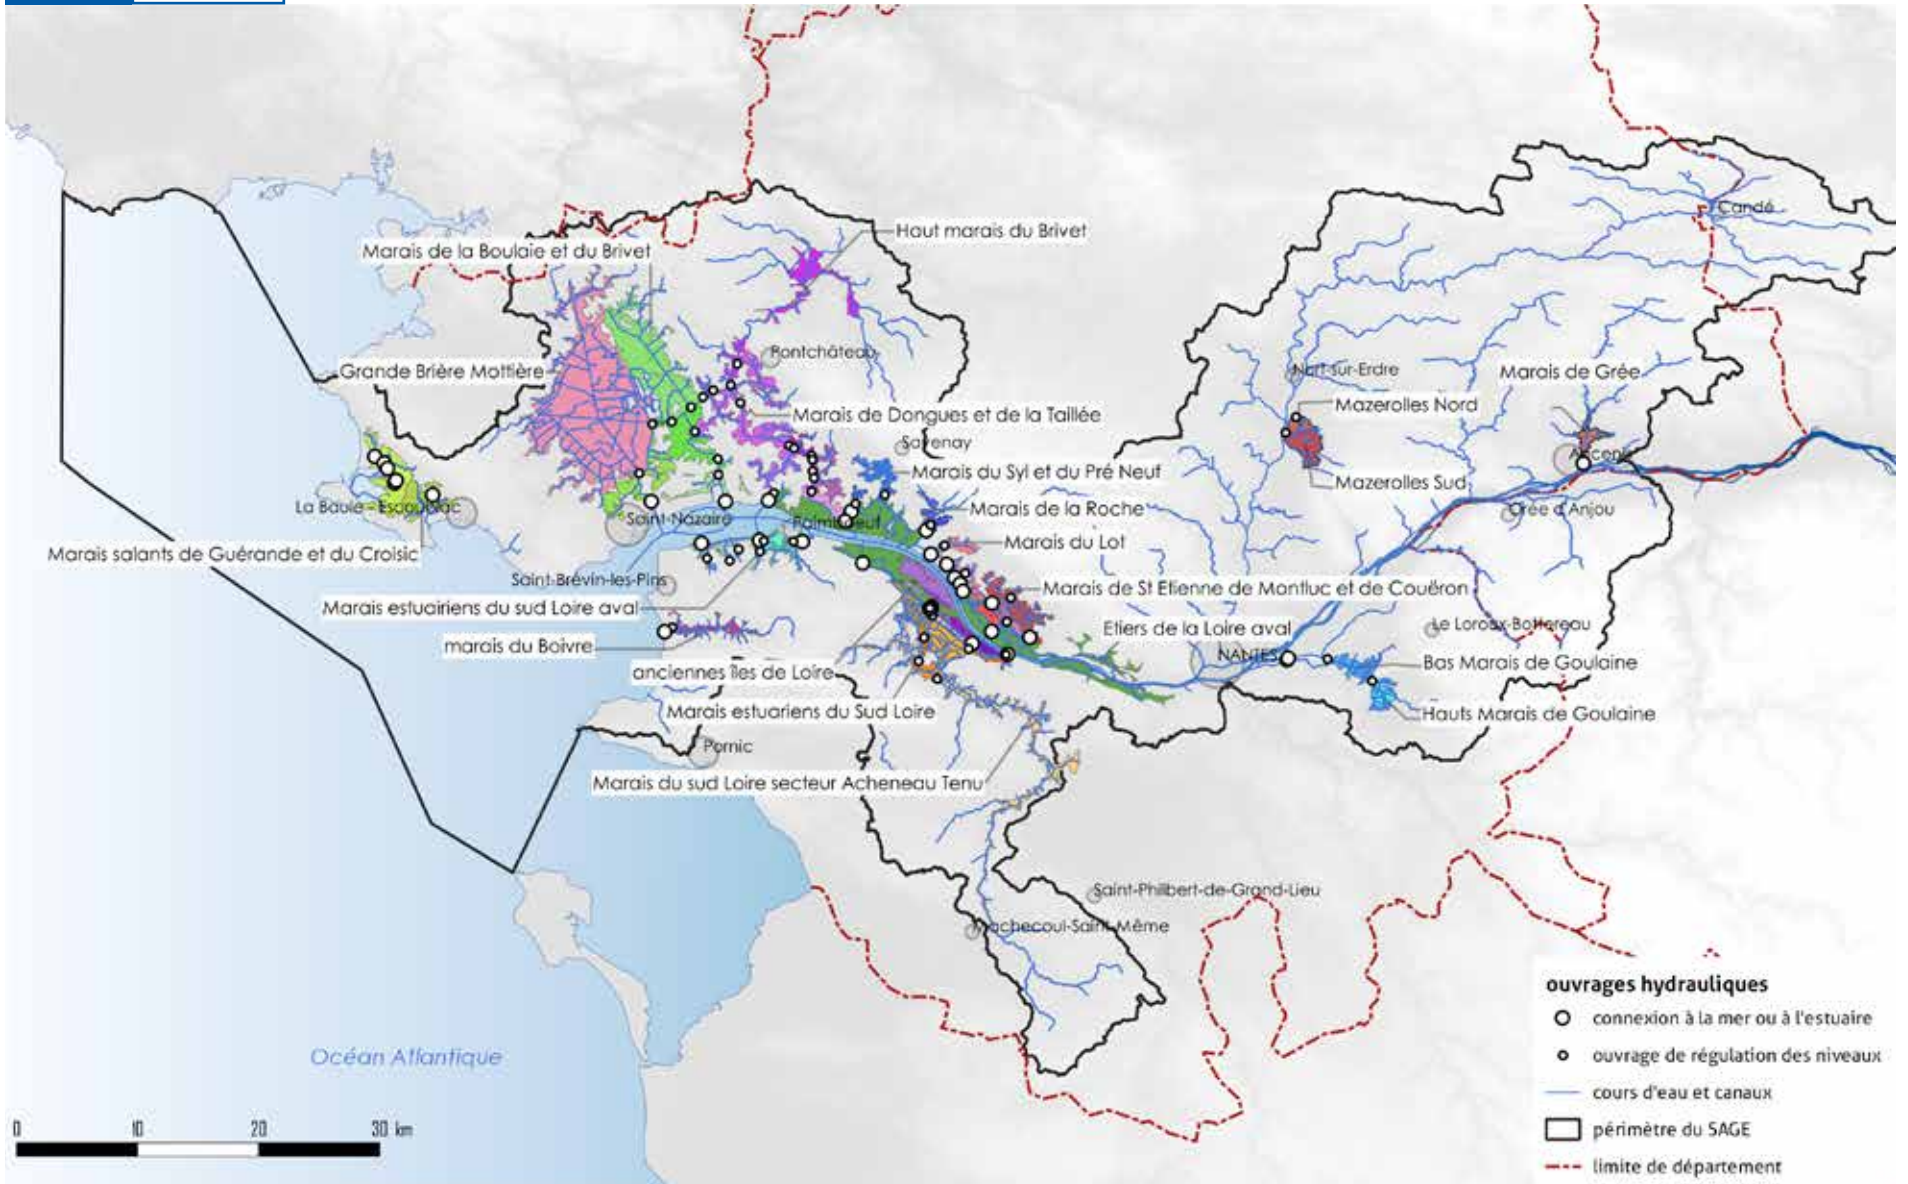 Candé
Haut marais du Brivet
Marais de la Boulaie et du Brivet
Pontchâteau
Grande Brière Mottière
Nort-sur-Erdre
Marais de Grée
Mazerolles Nord
Marais de Dongues et de la Taillée
Savenay
Ancenis
Marais du Syl et du Pré Neuf
Mazerolles Sud
La Baule - Escoublac
Marais de la Roche
Orée d'Anjou
Saint-Nazaire
Paimboeuf
Marais du Lot
Marais salants de Guérande et du Croisic
Saint-Brévin-les-Pins
Marais de St Etienne de Montluc et de Couëron
Marais estuairiens du sud Loire aval
Etiers de la Loire aval
Le Loroux-Bottereau
marais du Boivre
NANTES
Bas Marais de Goulaine
anciennes îles de Loire
Marais estuariens du Sud Loire
Hauts Marais de Goulaine
Pornic
Marais du sud Loire secteur Acheneau Tenu
Saint-Philbert-de-Grand-Lieu
Machecoul-Saint-Même
Océan Atlantique
0 10 20 30 km
ouvrages hydrauliques
connexion à la mer ou à l'estuaire
ouvrage de régulation des niveaux
cours d'eau et canaux
périmètre du SAGE
limite de département